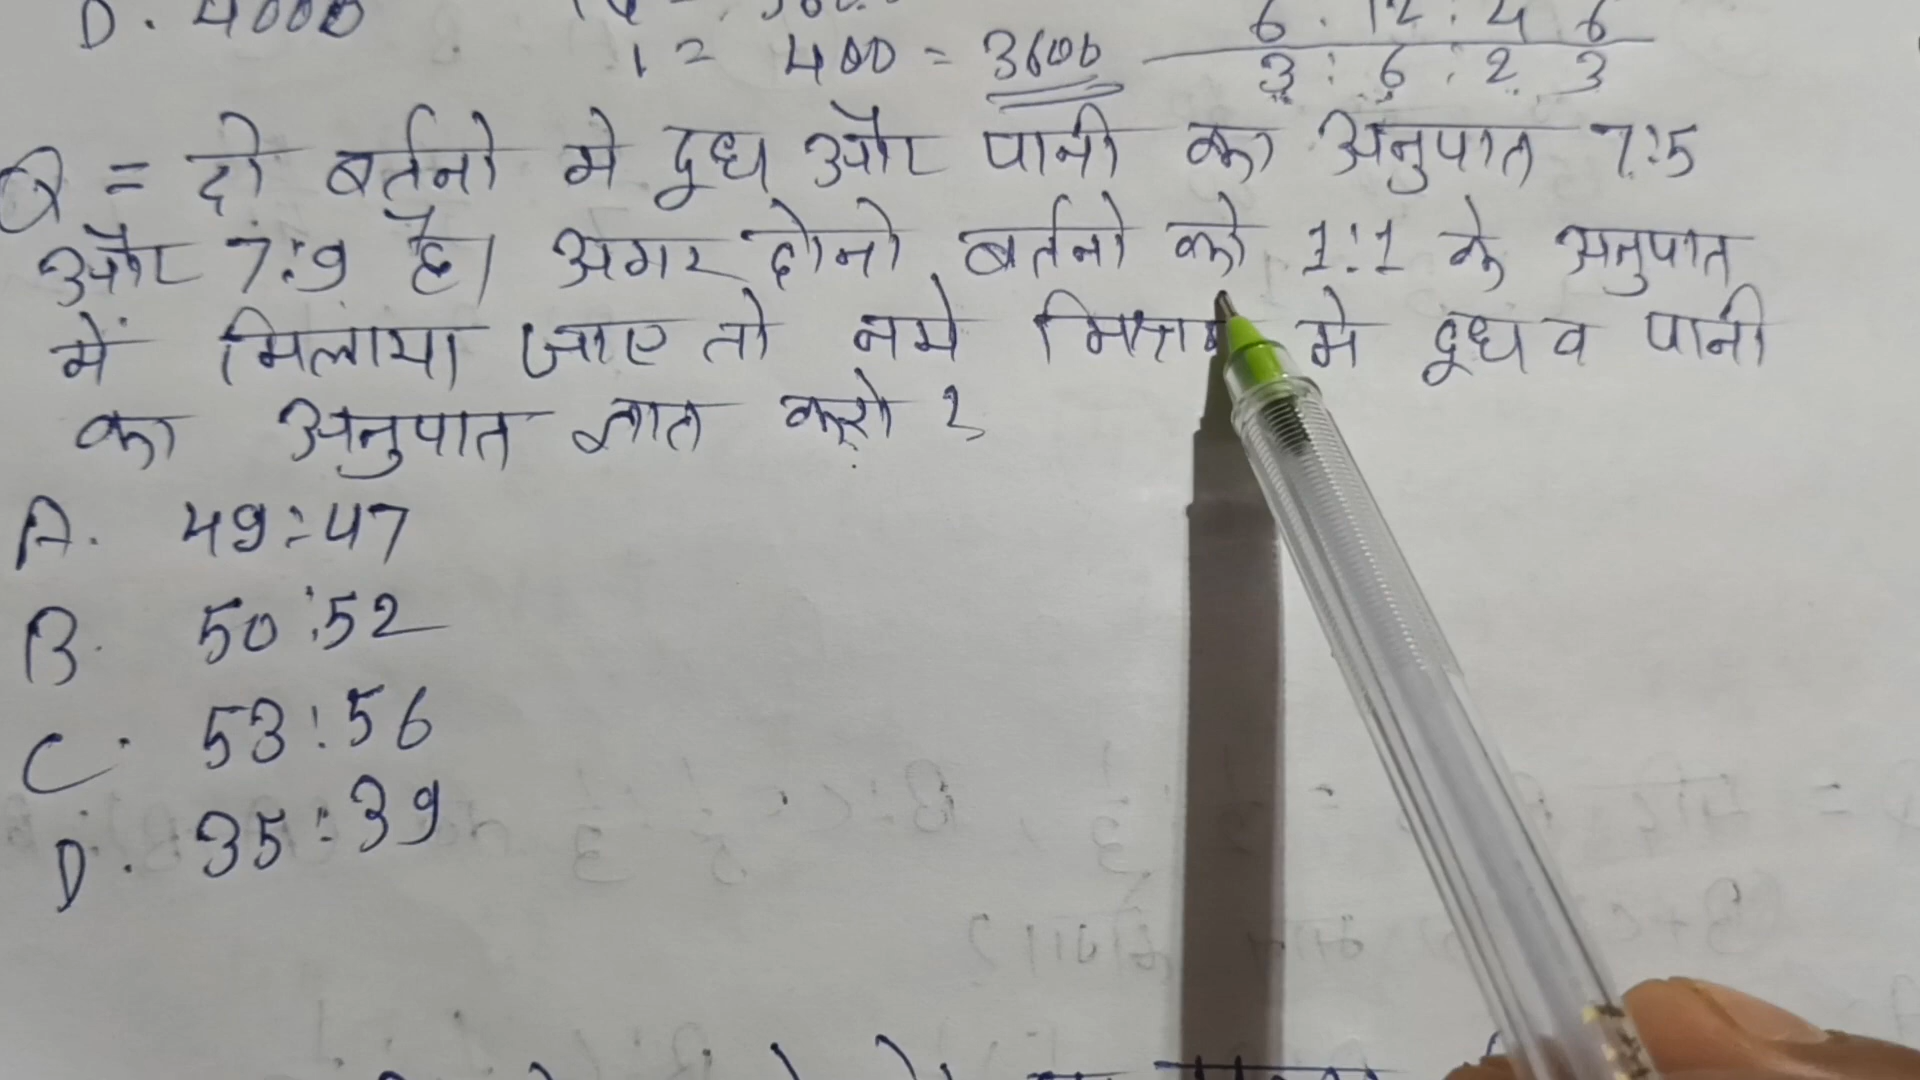 D. 4000
1 = 400 = 3600
6 : 12 : 4 6
3 : 6 : 2 3
Q = दो बर्तनो मे दूध और पानी का अनुपात 7:5
और 7:9 है। अगर दोनो बर्तनो को 1:1 के अनुपात
में मिलाया जाए तो नये मिश्रण मे दूध व पानी
का अनुपात ज्ञात करो ?
A. 49:47
B. 50:52
C. 53:56
D. 35:39